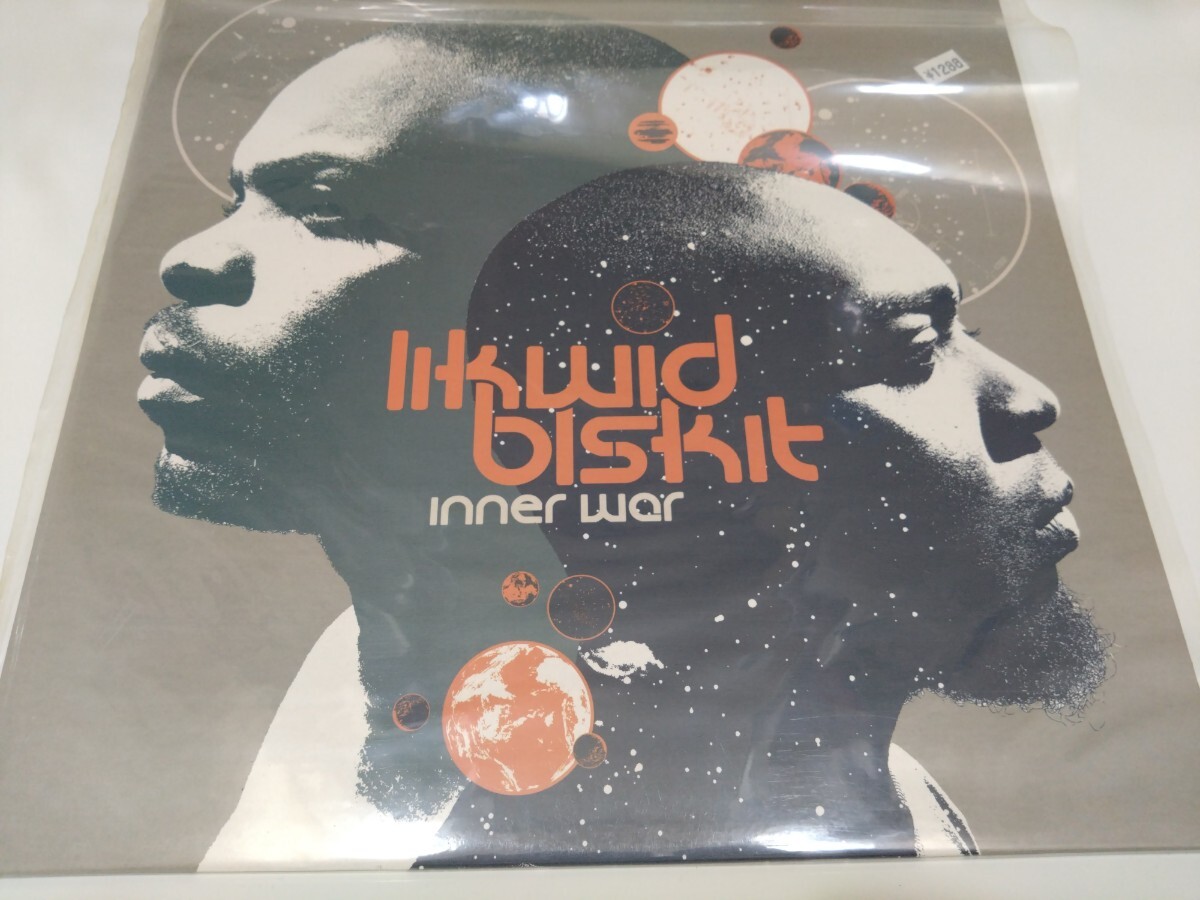 ¥1288
likwid
biskit
inner war